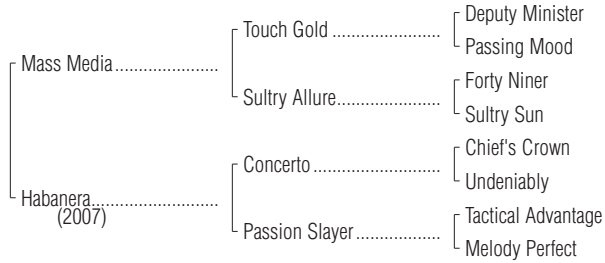 Deputy Minister
Touch Gold ....................
Passing Mood
Mass Media...................
Forty Niner
Sultry Allure...................
Sultry Sun
Chief's Crown
Concerto .......................
Undeniably
Habanera.......................
(2007)
Tactical Advantage
Passion Slayer ...............
Melody Perfect